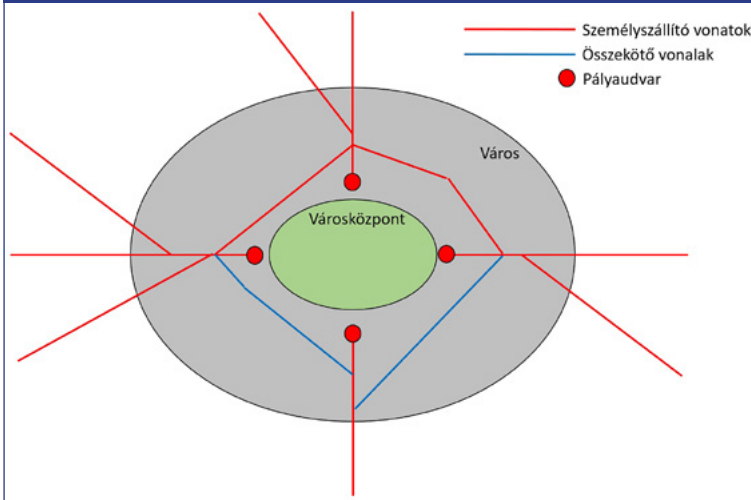 Személyszállító vonatok
Összekötő vonalak
Pályaudvar
Város
Városközpont